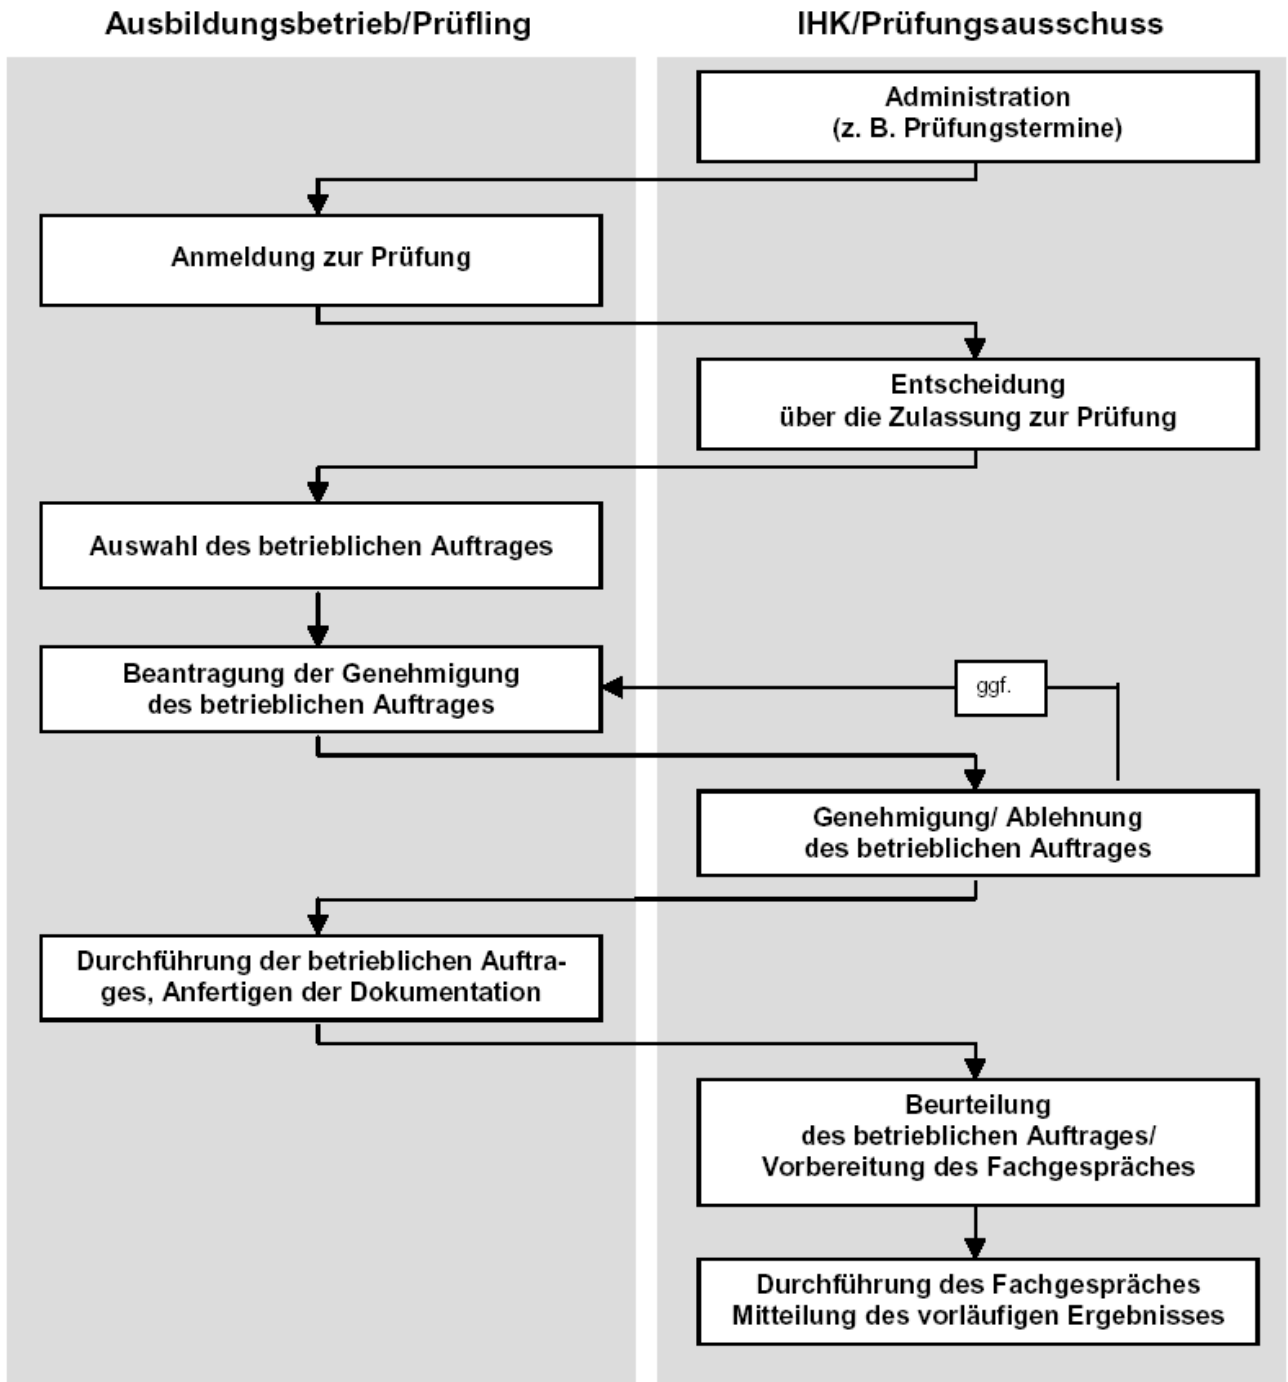 Ausbildungsbetrieb/Prüfling
IHK/Prüfungsausschuss
Administration
(z. B. Prüfungstermine)
Anmeldung zur Prüfung
Entscheidung
über die Zulassung zur Prüfung
Auswahl des betrieblichen Auftrages
Beantragung der Genehmigung
des betrieblichen Auftrages
ggf.
Genehmigung/ Ablehnung
des betrieblichen Auftrages
Durchführung der betrieblichen Auftra-
ges, Anfertigen der Dokumentation
Beurteilung
des betrieblichen Auftrages/
Vorbereitung des Fachgespräches
Durchführung des Fachgespräches
Mitteilung des vorläufigen Ergebnisses